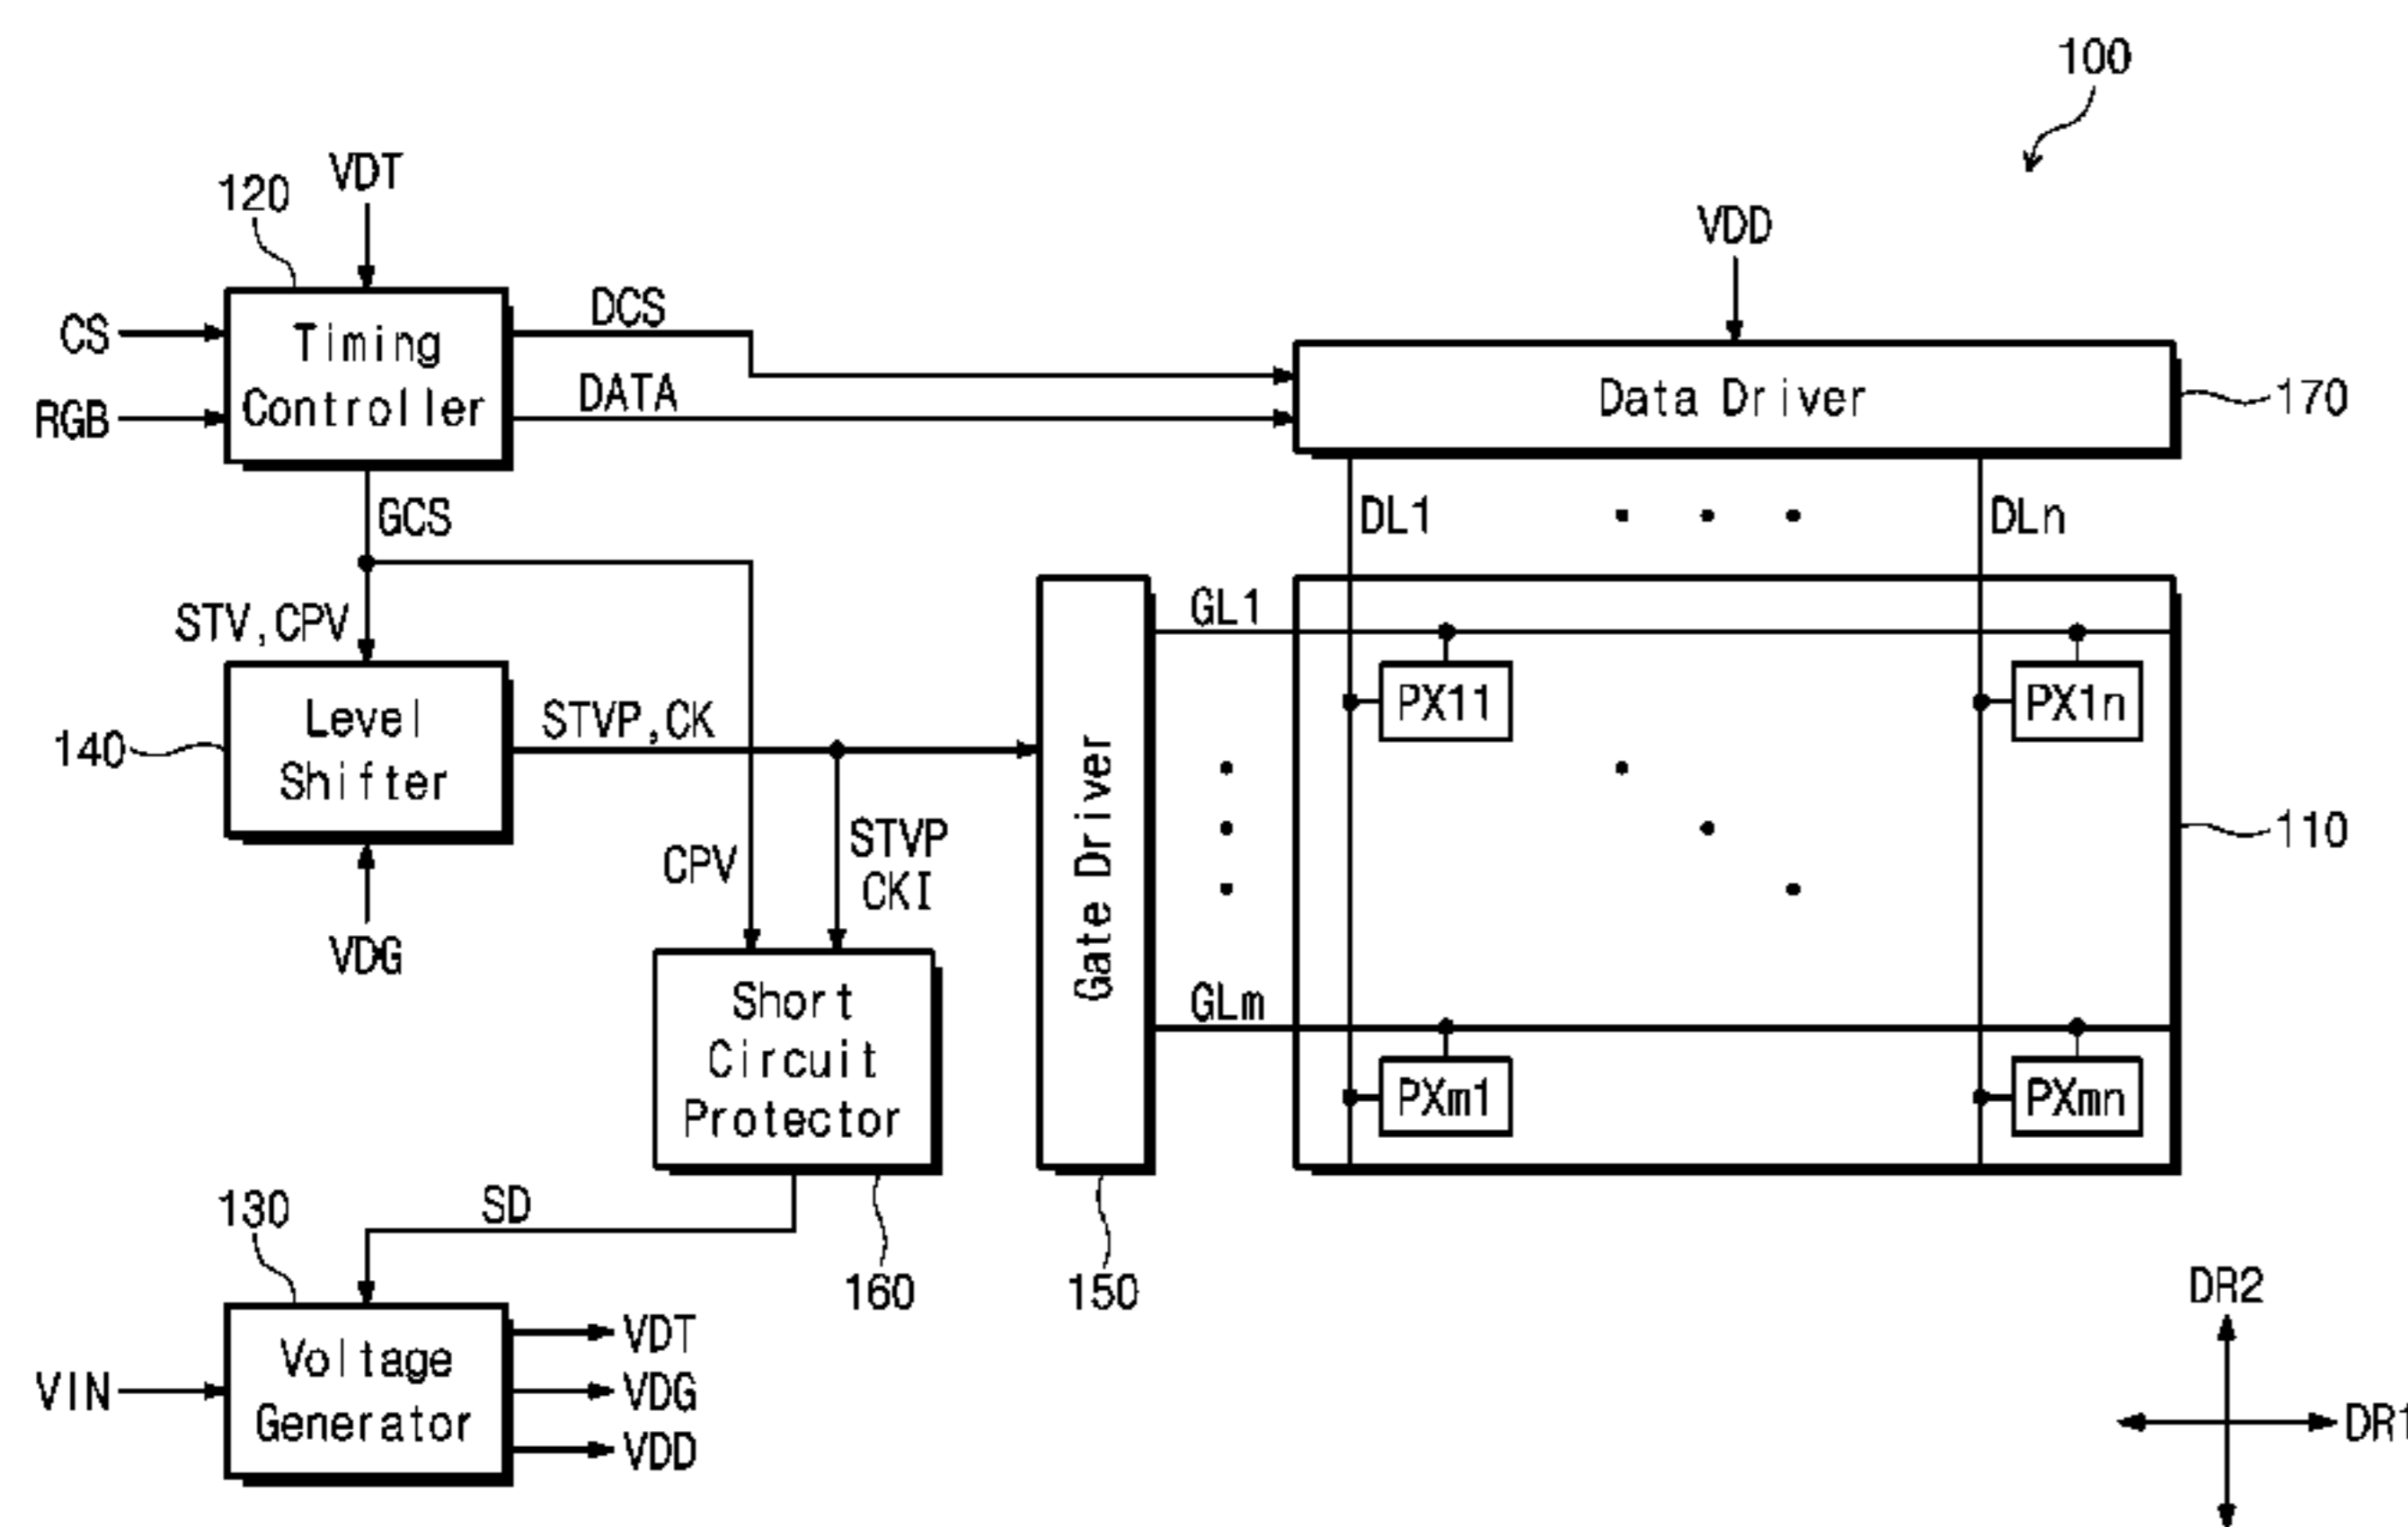 100
VDT
120
VDD
CS
Timing
Controller
DCS
RGB
DATA
Data Driver
170
GCS
DL1
DLn
STV,CPV
GL1
Level
Shifter
140
STVP,CK
PX11
PX1n
Gate Driver
110
CPV
STVP
CKI
VDG
Short
Circuit
Protector
GLm
PXm1
PXmn
130
SD
160
150
VIN
Voltage
Generator
VDT
VDG
VDD
DR2
DR1